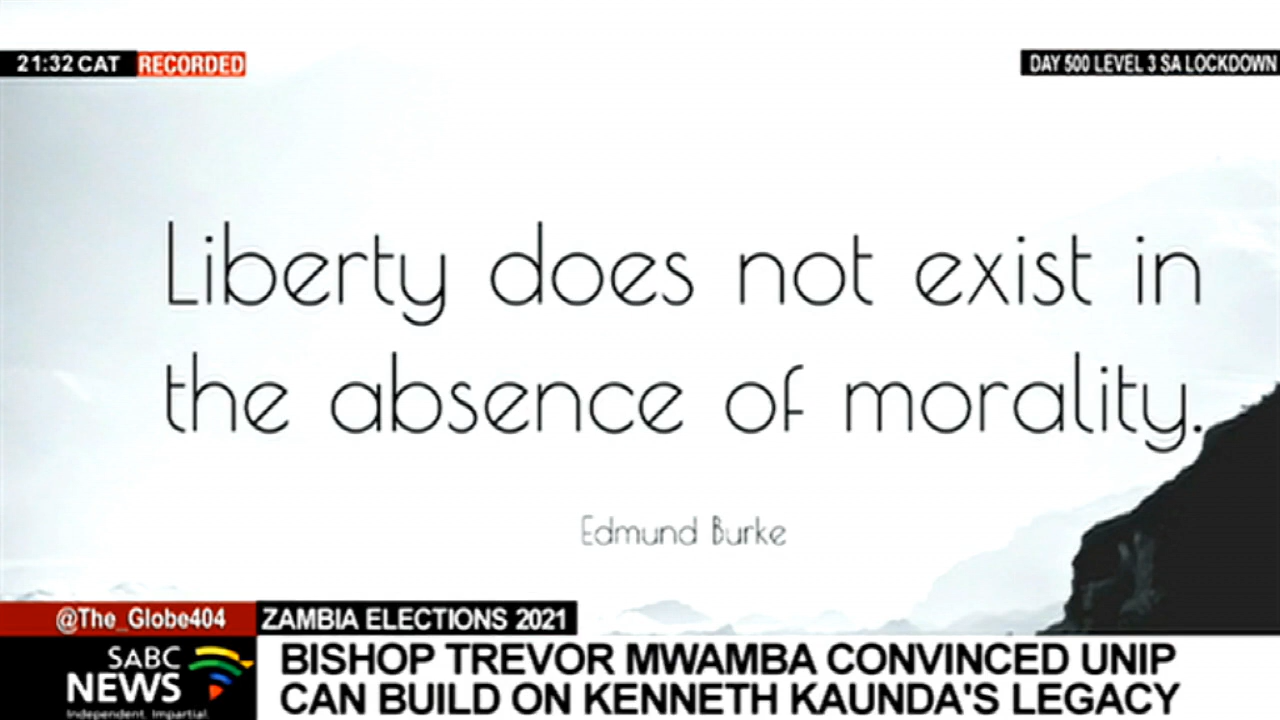 21:32 CAT RECORDED
DAY 500 LEVEL 3 SA LOCKDOWN
Liberty does not exist in
the absence of morality.
Edmund Burke
@The_Globe404
ZAMBIA ELECTIONS 2021
SABC
NEWS
Independent. Impartial.
BISHOP TREVOR MWAMBA CONVINCED UNIP
CAN BUILD ON KENNETH KAUNDA'S LEGACY